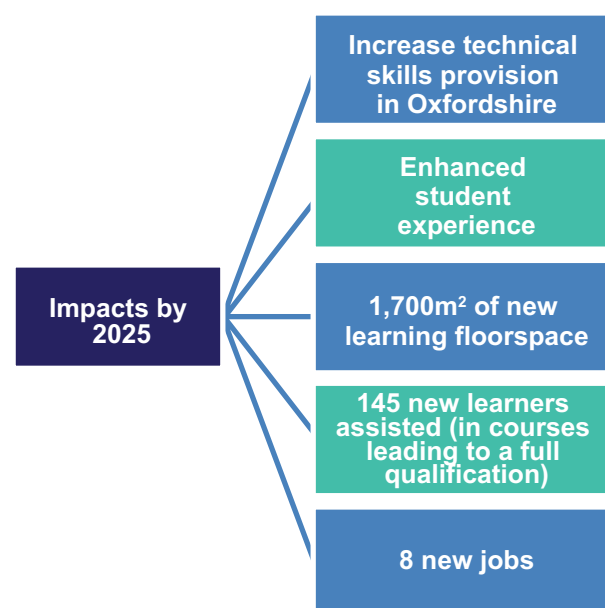 Increase technical
skills provision
in Oxfordshire
Enhanced
student
experience
Impacts by
2025
1,700m² of new
learning floorspace
145 new learners
assisted (in courses
leading to a full
qualification)
8 new jobs